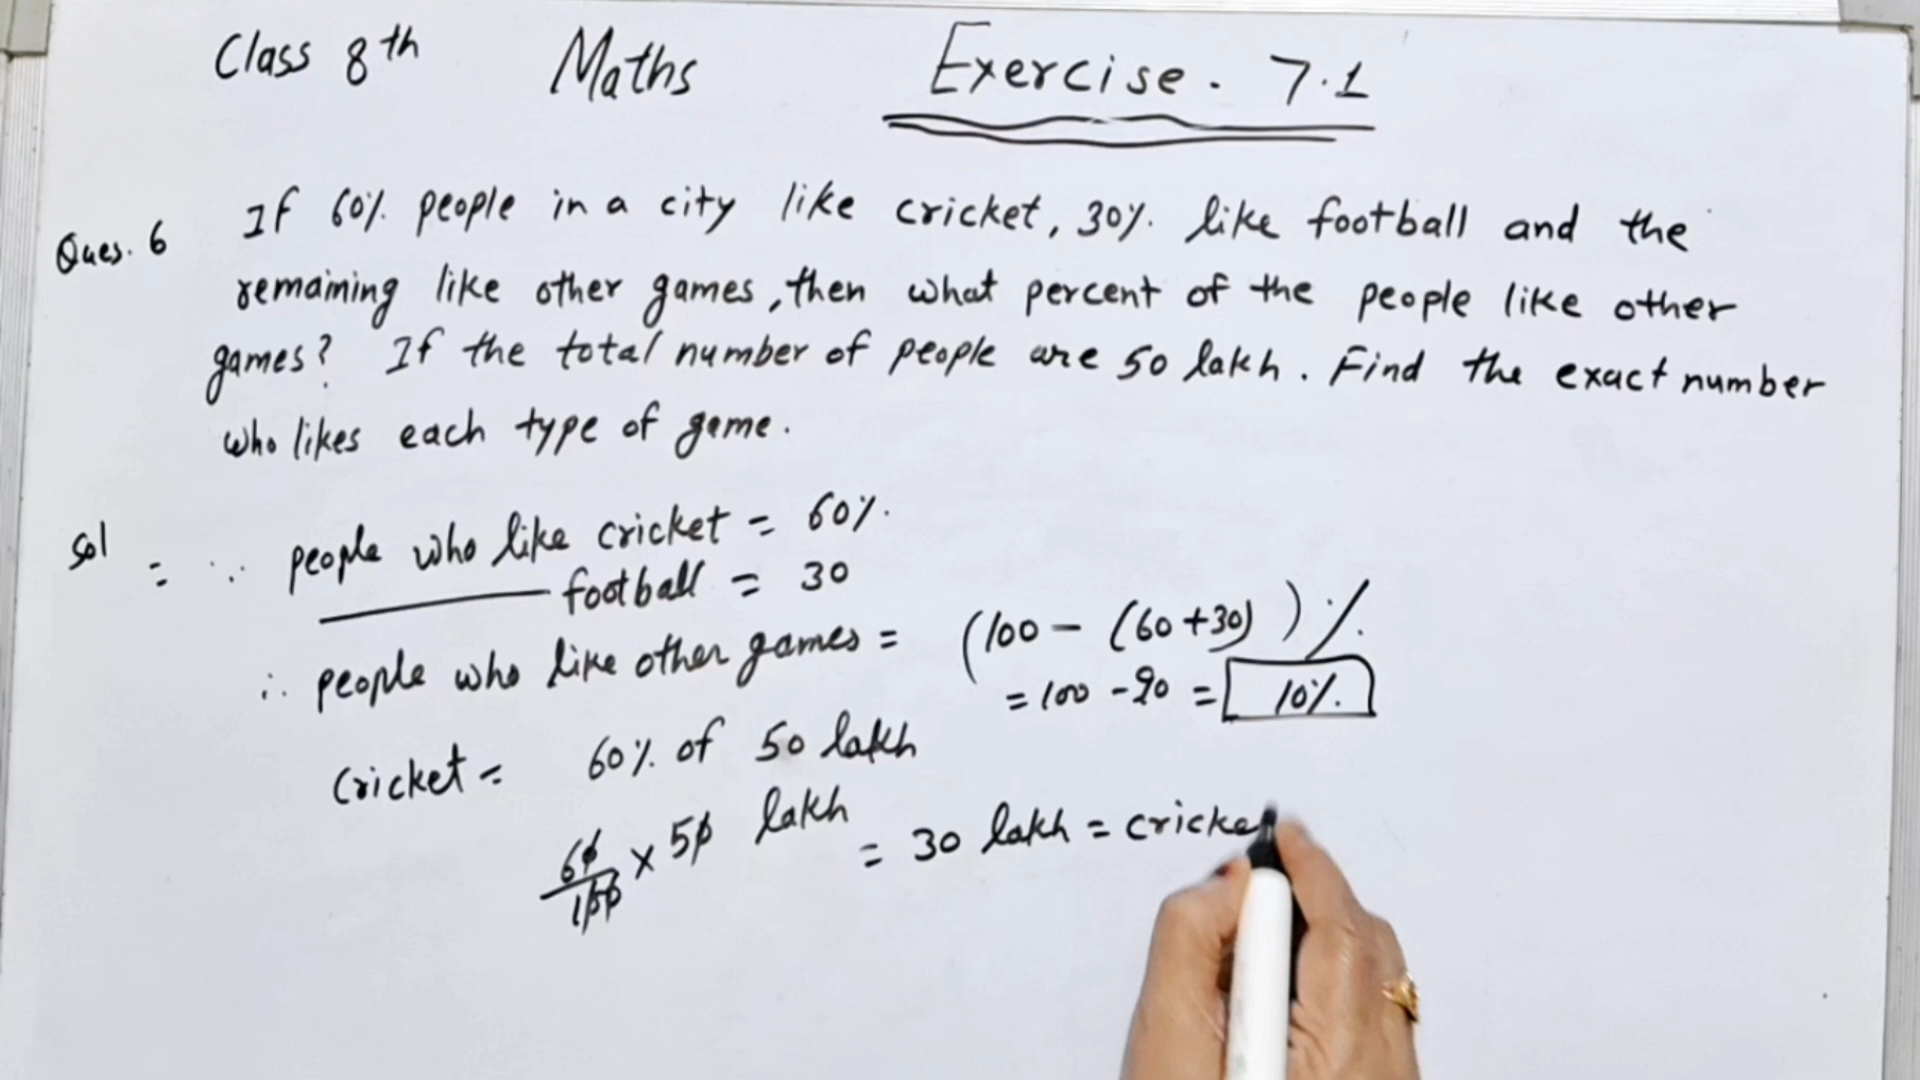 Class 8th Maths Exercise. 7.1
Ques. 6 If 60% people in a city like cricket, 30% like football and the
remaining like other games, then what percent of the people like other
games? If the total number of people are 50 lakh. Find the exact number
who likes each type of game.
Sol = ∵ people who like cricket = 60%.
football = 30
∴ people who like other games = (100 - (60+30))%
= 100 - 90 = 10%.
Cricket = 60% of 50 lakh
60/100 × 50 lakh = 30 lakh = cricke